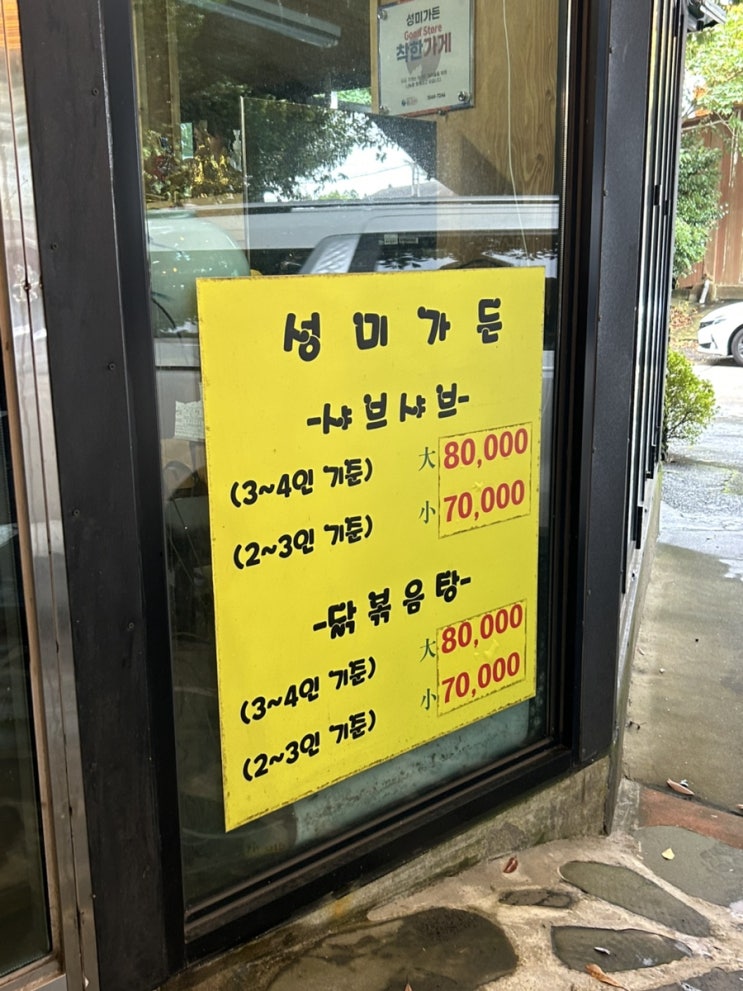 성미가든
Good Store
착한가게
성 미 가 든
-샤브샤브-
(3~4인 기준) 大 80,000
(2~3인 기준) 小 70,000
-닭볶음탕-
(3~4인 기준) 大 80,000
(2~3인 기준) 小 70,000